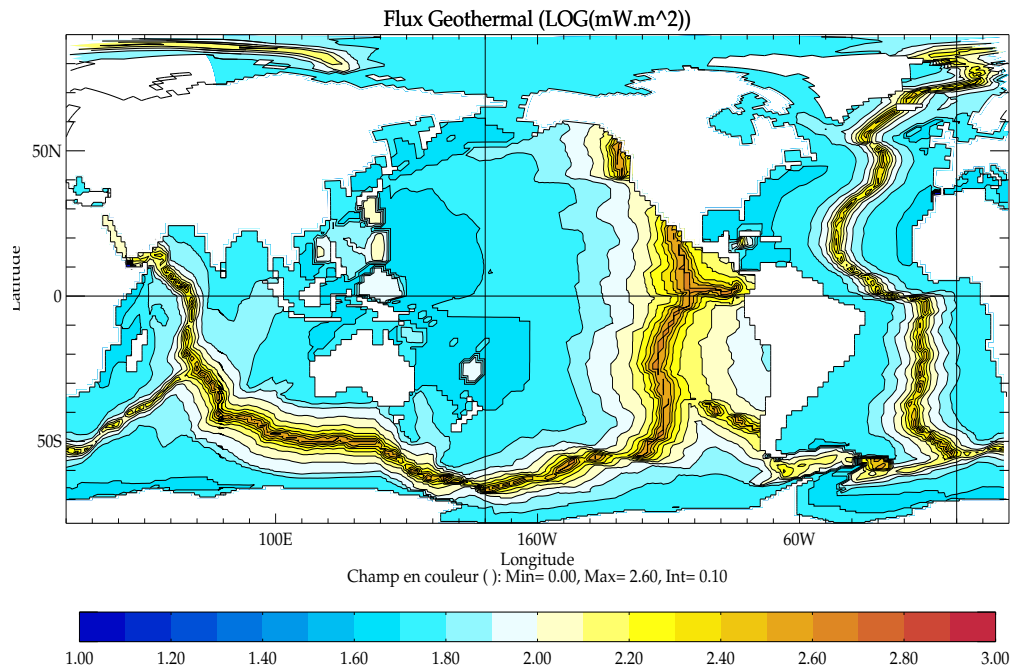 Flux Geothermal (LOG(mW.m^2))
50N
0
50S
Latitude
100E
160W
60W
Longitude
Champ en couleur ( ): Min= 0.00, Max= 2.60, Int= 0.10
1.00 1.20 1.40 1.60 1.80 2.00 2.20 2.40 2.60 2.80 3.00